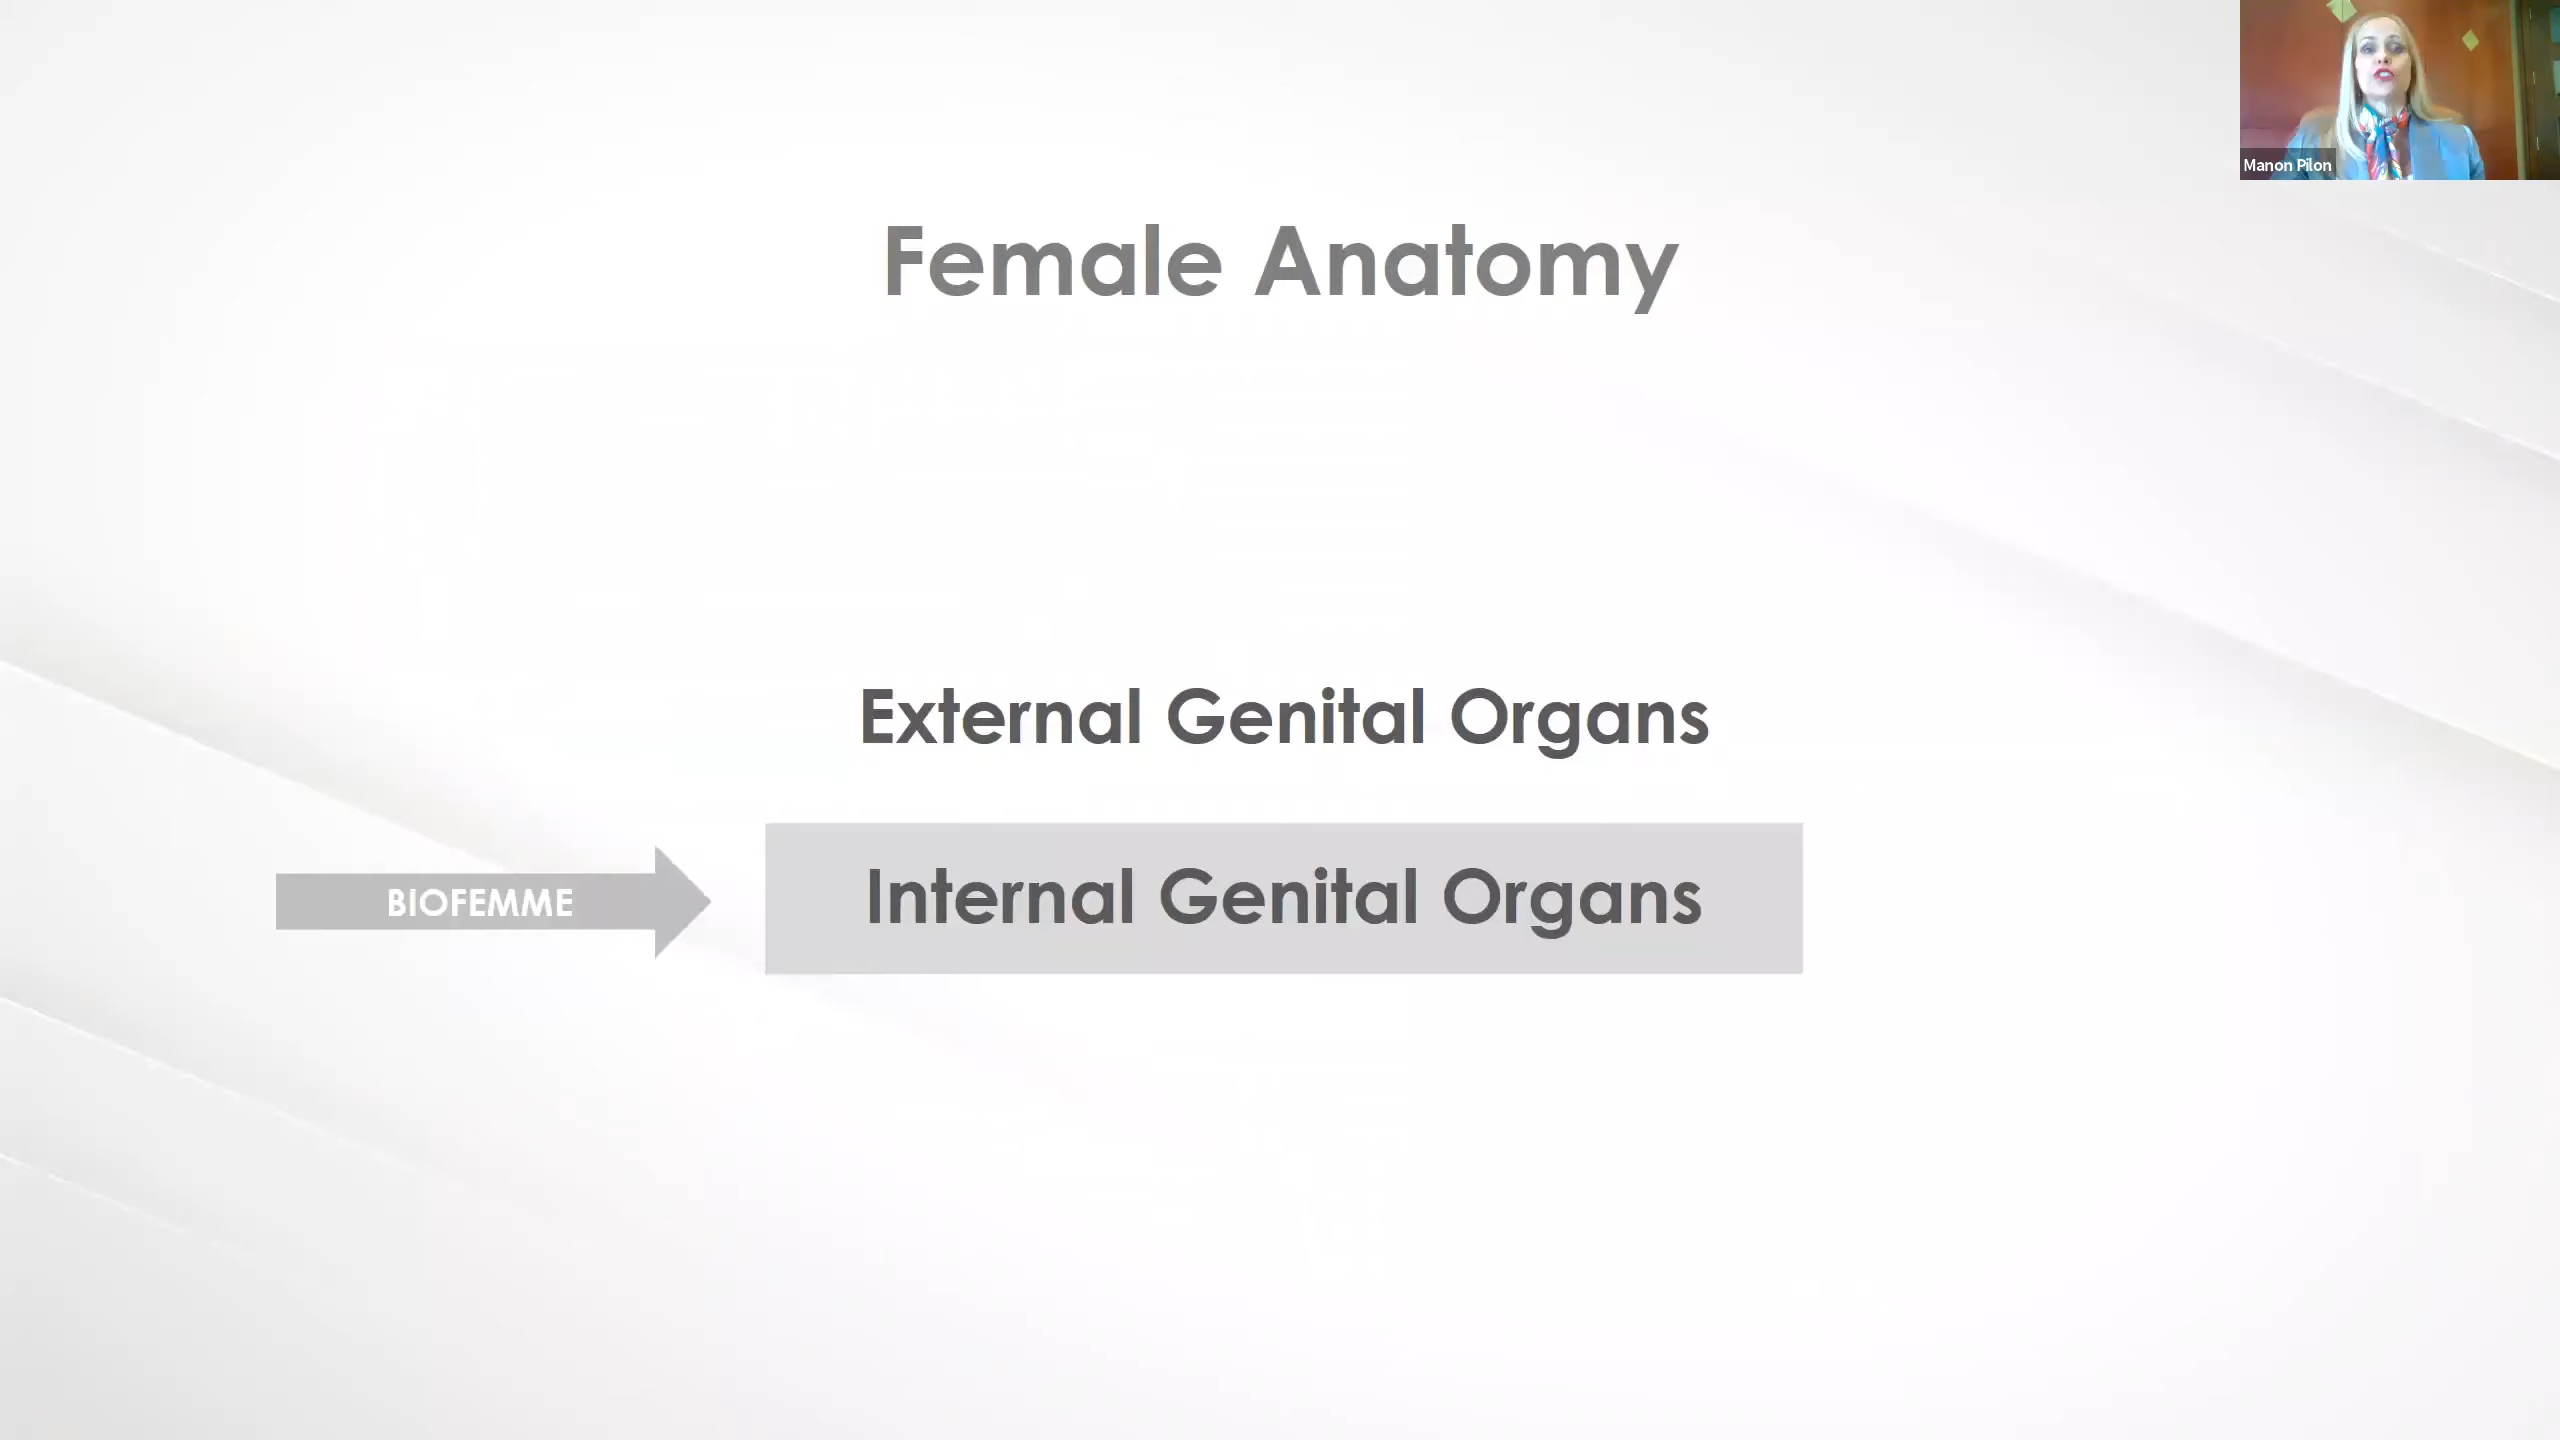 Manon Pilon
Female Anatomy
External Genital Organs
BIOFEMME
Internal Genital Organs